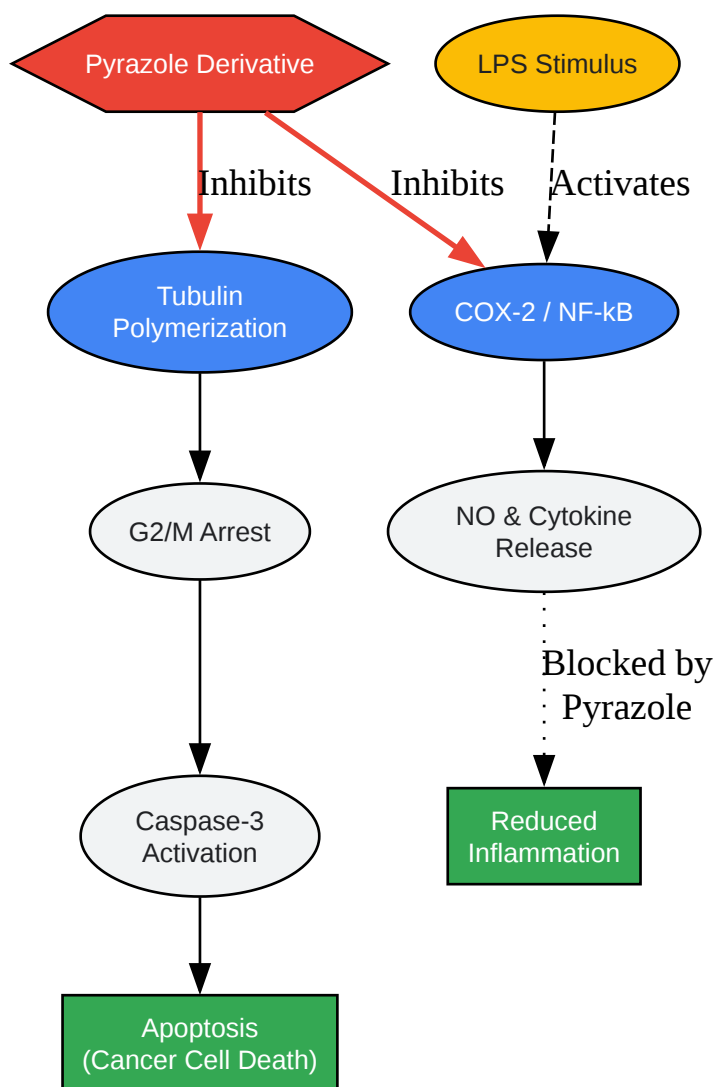 Pyrazole Derivative
LPS Stimulus
Inhibits
Inhibits
Activates
Tubulin
Polymerization
COX-2 / NF-kB
G2/M Arrest
NO & Cytokine
Release
Blocked by
Pyrazole
Caspase-3
Activation
Reduced
Inflammation
Apoptosis
(Cancer Cell Death)